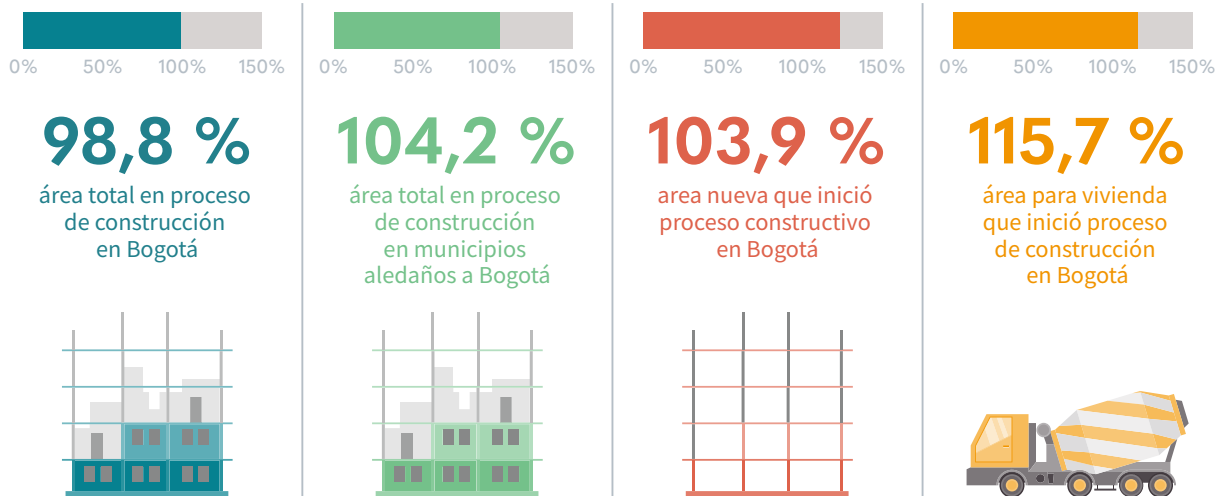 0% 50% 100% 150%
98,8 %
área total en proceso
de construcción
en Bogotá
0% 50% 100% 150%
104,2 %
área total en proceso
de construcción
en municipios
aledaños a Bogotá
0% 50% 100% 150%
103,9 %
area nueva que inició
proceso constructivo
en Bogotá
0% 50% 100% 150%
115,7 %
área para vivienda
que inició proceso
de construcción
en Bogotá